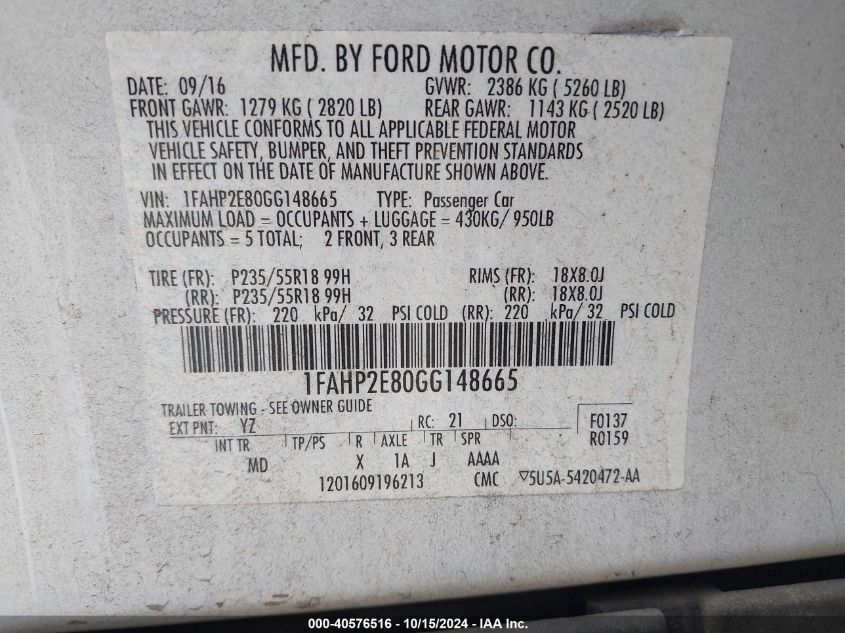 MFD. BY FORD MOTOR CO.
DATE: 09/16 GVWR: 2386 KG ( 5260 LB)
FRONT GAWR: 1279 KG ( 2820 LB) REAR GAWR: 1143 KG ( 2520 LB)
THIS VEHICLE CONFORMS TO ALL APPLICABLE FEDERAL MOTOR
VEHICLE SAFETY, BUMPER, AND THEFT PREVENTION STANDARDS
IN EFFECT ON THE DATE OF MANUFACTURE SHOWN ABOVE.
VIN: 1FAHP2E80GG148665 TYPE: Passenger Car
MAXIMUM LOAD = OCCUPANTS + LUGGAGE = 430KG/ 950LB
OCCUPANTS = 5 TOTAL; 2 FRONT, 3 REAR
TIRE (FR): P235/55R18 99H RIMS (FR): 18X8.0J
(RR): P235/55R18 99H (RR): 18X8.0J
PRESSURE (FR): 220 kPa/ 32 PSI COLD (RR): 220 kPa/ 32 PSI COLD
1FAHP2E80GG148665
TRAILER TOWING - SEE OWNER GUIDE
EXT PNT: YZ RC: 21 DSO: F0137
INT TR TP/PS R AXLE TR SPR R0159
MD X 1A J AAAA
1201609196213 CMC ▽5U5A-5420472-AA
000-40576516 - 10/15/2024 - IAA Inc.